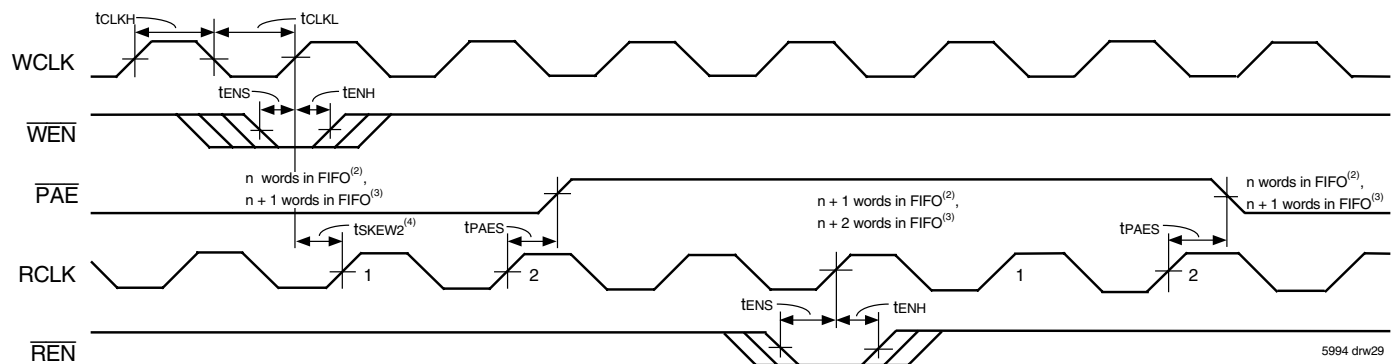 tCLKH
tCLKL
WCLK
tENS
tENH
WEN
n words in FIFO(2),
n + 1 words in FIFO(3)
PAE
n + 1 words in FIFO(2),
n + 2 words in FIFO(3)
n words in FIFO(2),
n + 1 words in FIFO(3)
tSKEW2(4)
tPAES
tPAES
RCLK
1
2
1
2
tENS
tENH
REN
5994 drw29